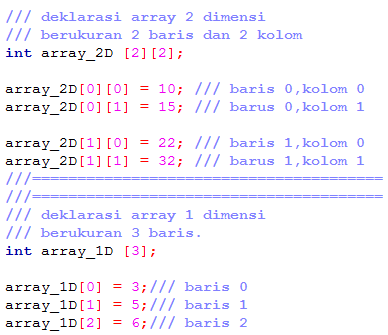 /// deklarasi array 2 dimensi
/// berukuran 2 baris dan 2 kolom
int array_2D [2][2];
array_2D[0][0] = 10; /// baris 0,kolom 0
array_2D[0][1] = 15; /// barus 0,kolom 1
array_2D[1][0] = 22; /// baris 1,kolom 0
array_2D[1][1] = 32; /// barus 1,kolom 1
///=======================================
///=======================================
/// deklarasi array 1 dimensi
/// berukuran 3 baris.
int array_1D [3];
array_1D[0] = 3;/// baris 0
array_1D[1] = 5;/// baris 1
array_1D[2] = 6;/// baris 2